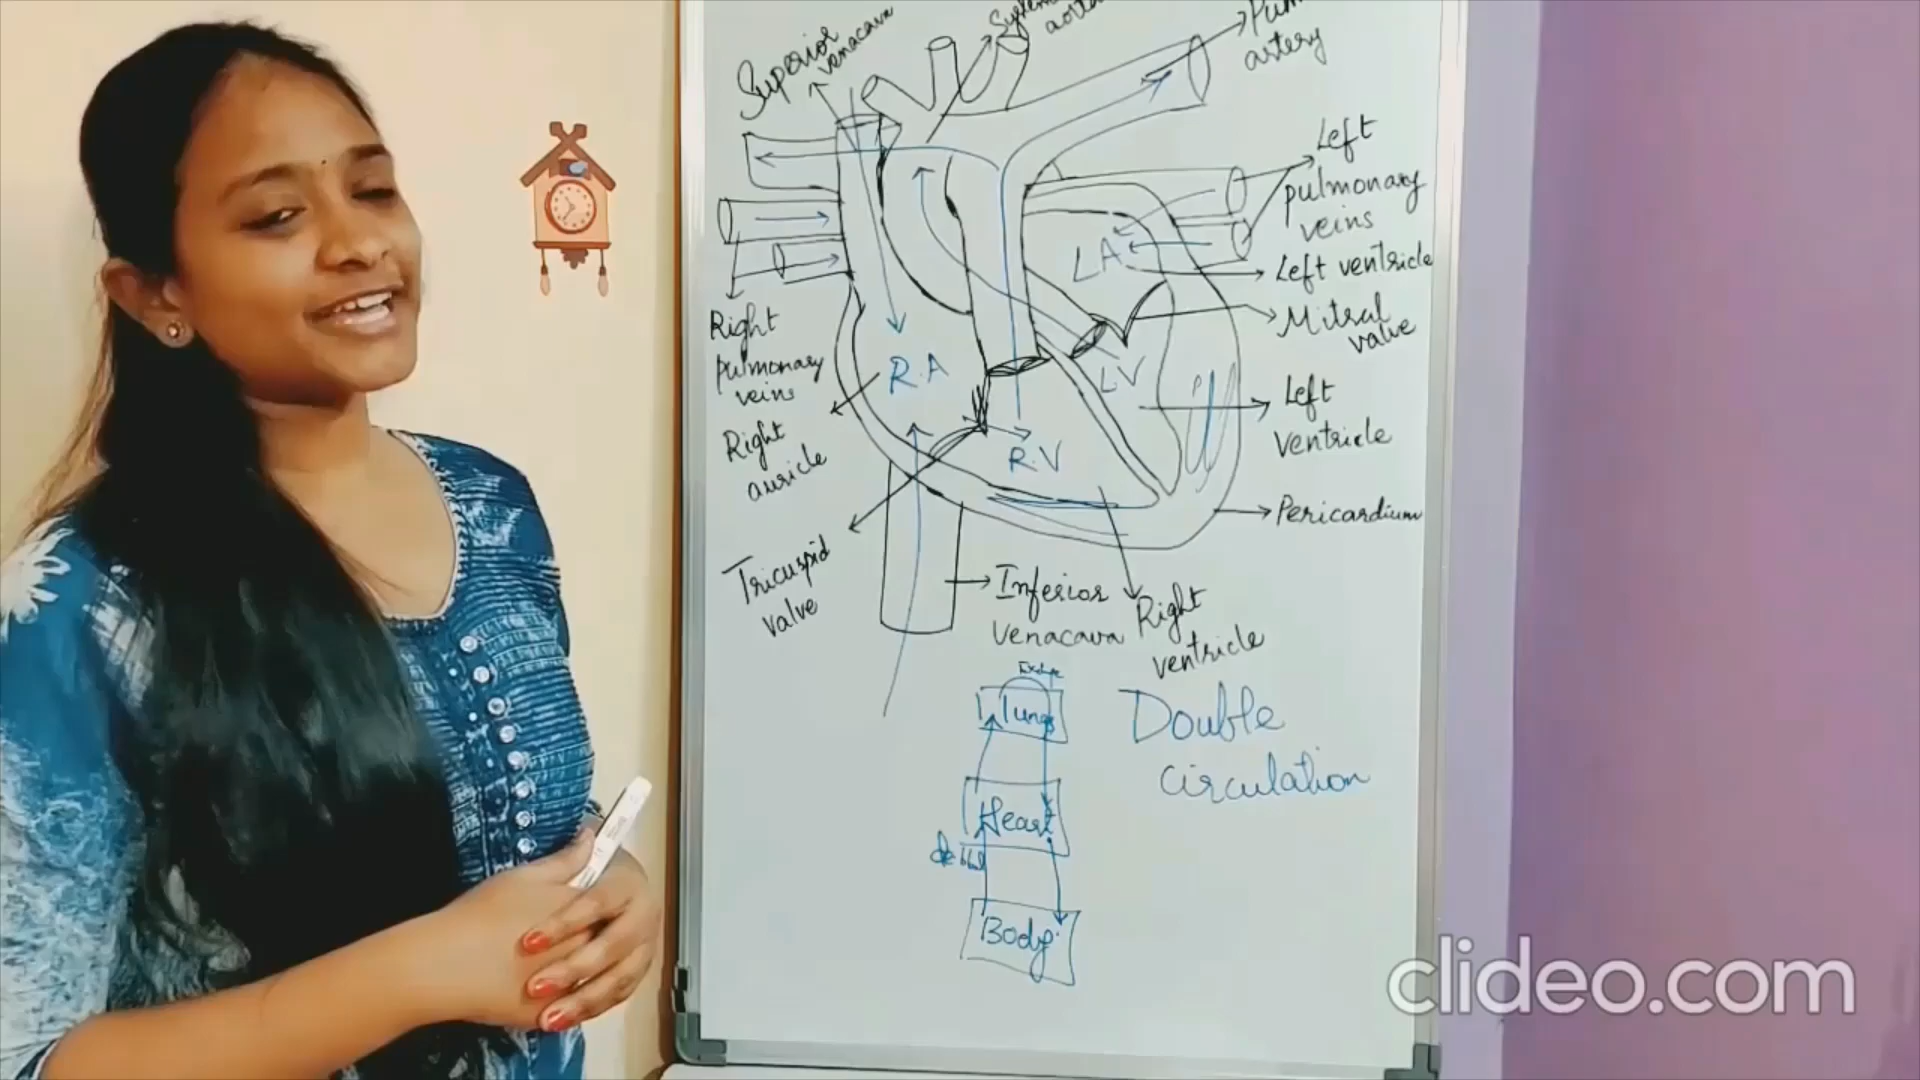 Superior
venacava
aorta
artery
Left
pulmonary
veins
LA
Left ventricle
Mitral
valve
Right
pulmonary
veins
R.A
LV
Left
ventricle
Right
auricle
R.V
Pericardium
Tricuspid
valve
Inferior
venacava
Right
ventricle
lungs
Double
circulation
Heart
Body
clideo.com